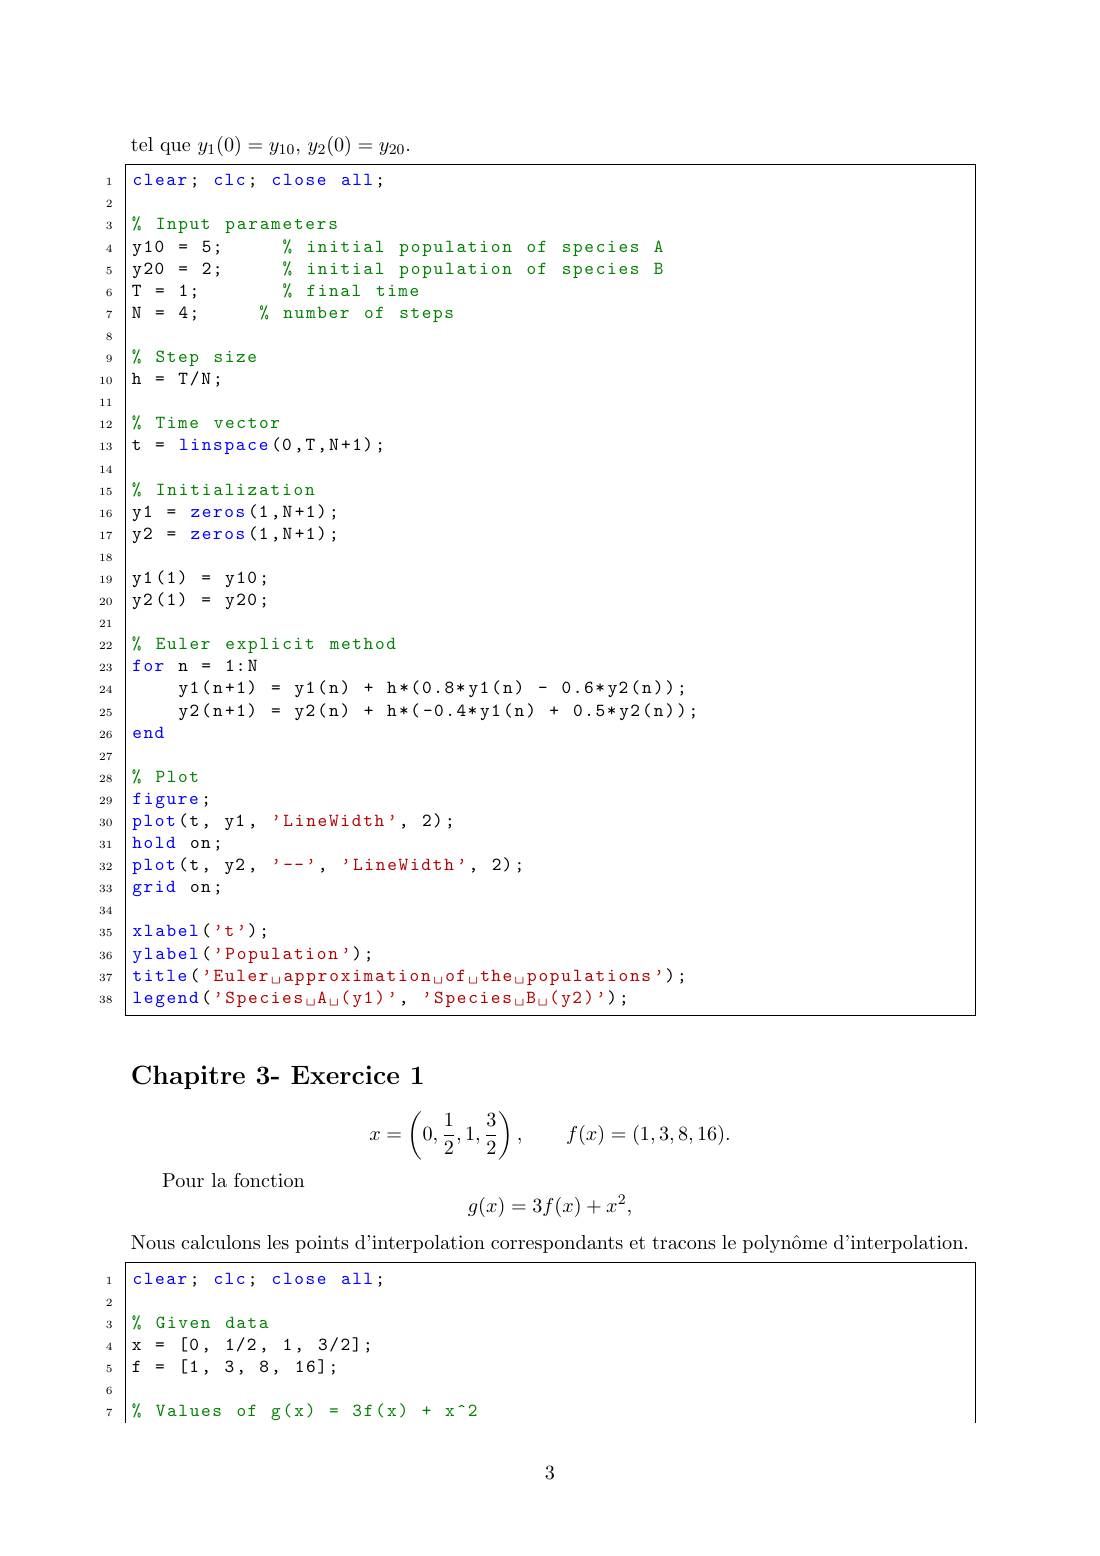 tel que y₁(0) = y₁₀, y₂(0) = y₂₀.
1 clear; clc; close all;
2
3 % Input parameters
4 y10 = 5;     % initial population of species A
5 y20 = 2;     % initial population of species B
6 T = 1;       % final time
7 N = 4;     % number of steps
8
9 % Step size
10 h = T/N;
11
12 % Time vector
13 t = linspace(0,T,N+1);
14
15 % Initialization
16 y1 = zeros(1,N+1);
17 y2 = zeros(1,N+1);
18
19 y1(1) = y10;
20 y2(1) = y20;
21
22 % Euler explicit method
23 for n = 1:N
24     y1(n+1) = y1(n) + h*(0.8*y1(n) - 0.6*y2(n));
25     y2(n+1) = y2(n) + h*(-0.4*y1(n) + 0.5*y2(n));
26 end
27
28 % Plot
29 figure;
30 plot(t, y1, 'LineWidth', 2);
31 hold on;
32 plot(t, y2, '--', 'LineWidth', 2);
33 grid on;
34
35 xlabel('t');
36 ylabel('Population');
37 title('Euler␣approximation␣of␣the␣populations');
38 legend('Species␣A␣(y1)', 'Species␣B␣(y2)');
Chapitre 3- Exercice 1
x = (0, 1/2, 1, 3/2), f(x) = (1, 3, 8, 16).
Pour la fonction
g(x) = 3f(x) + x²,
Nous calculons les points d'interpolation correspondants et tracons le polynôme d'interpolation.
1 clear; clc; close all;
2
3 % Given data
4 x = [0, 1/2, 1, 3/2];
5 f = [1, 3, 8, 16];
6
7 % Values of g(x) = 3f(x) + x^2
3